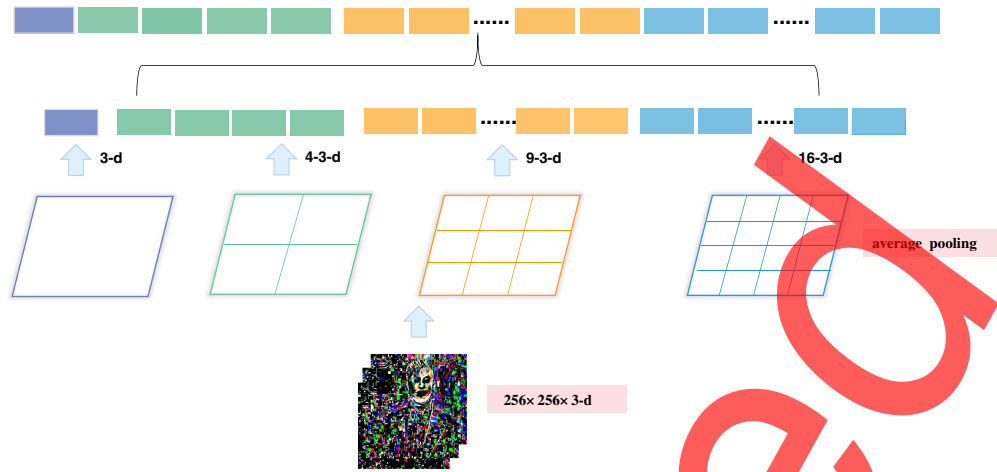 ......
......
......
......
3-d
4-3-d
9-3-d
16-3-d
average pooling
256× 256× 3-d